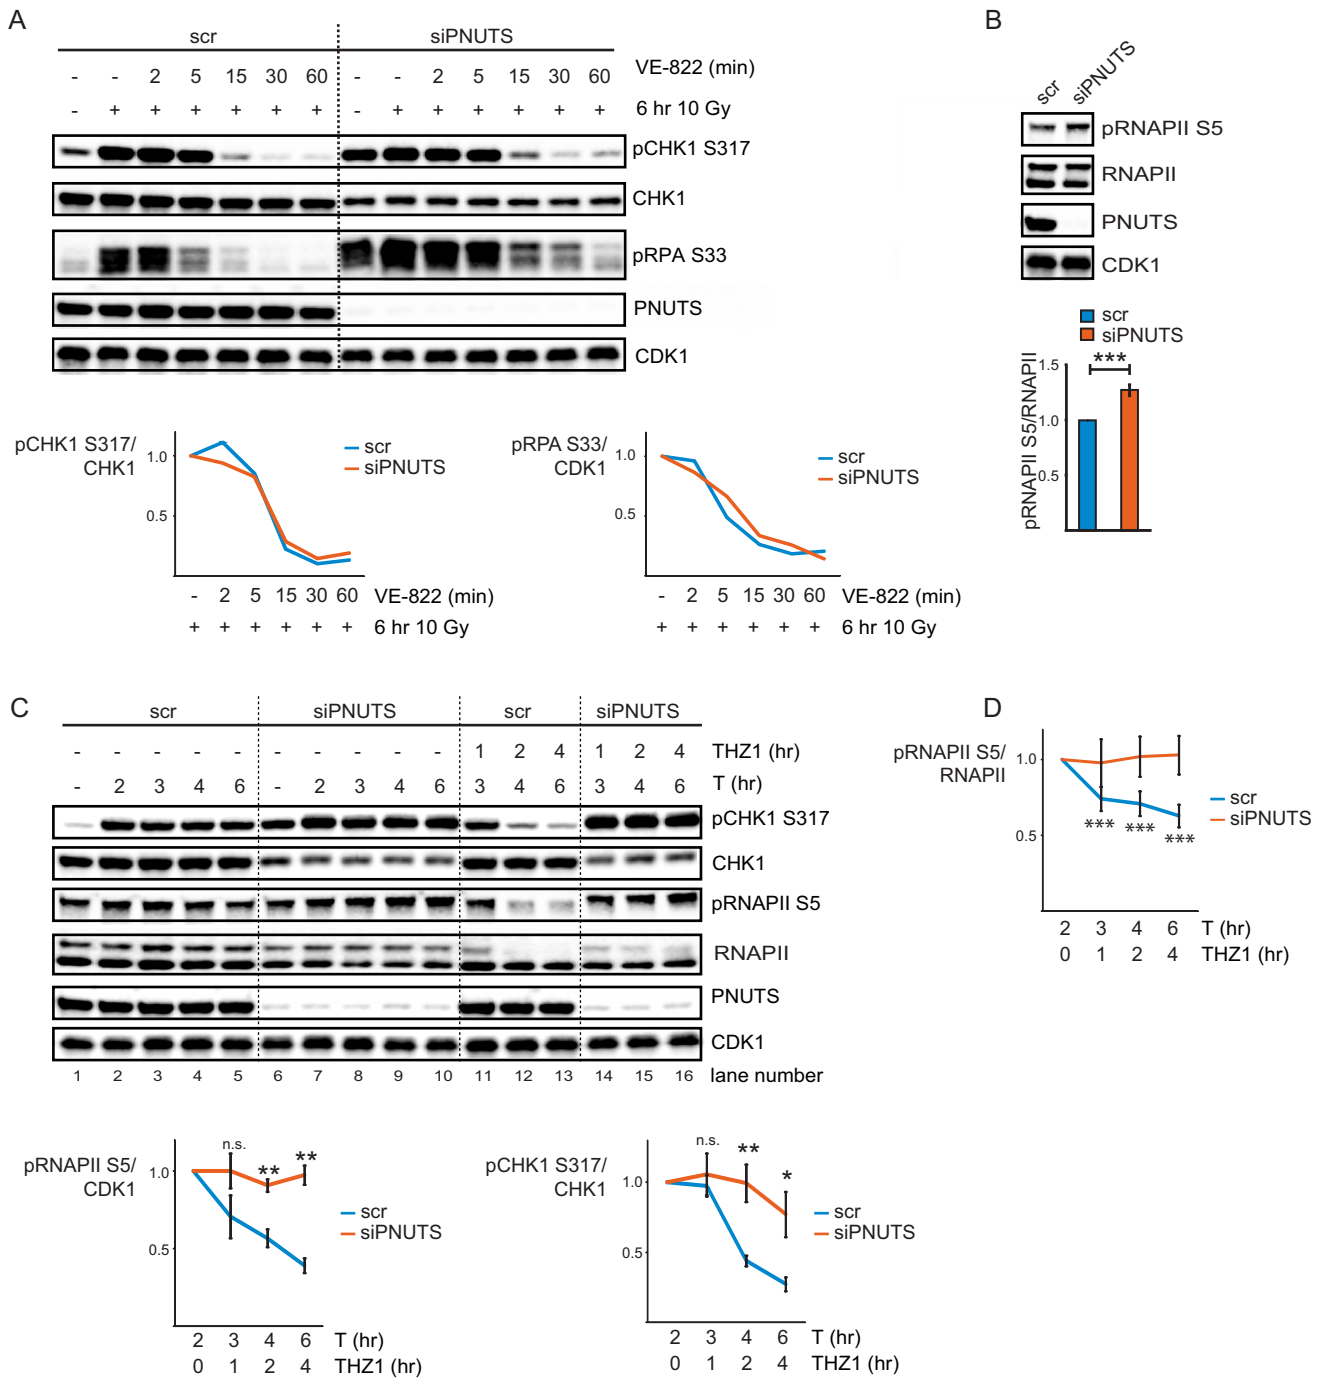 A
scr siPNUTS
- - 2 5 15 30 60 - - 2 5 15 30 60 VE-822 (min)
- + + + + + + - + + + + + + 6 hr 10 Gy
pCHK1 S317
CHK1
pRPA S33
PNUTS
CDK1
pCHK1 S317/
CHK1
1.0
0.5
scr
siPNUTS
- 2 5 15 30 60 VE-822 (min)
+ + + + + + 6 hr 10 Gy
pRPA S33/
CDK1
1.0
0.5
scr
siPNUTS
- 2 5 15 30 60 VE-822 (min)
+ + + + + + 6 hr 10 Gy
B
scr siPNUTS
pRNAPII S5
RNAPII
PNUTS
CDK1
scr
siPNUTS
pRNAPII S5/RNAPII
1.5
1.0
0.5
***
C
scr siPNUTS scr siPNUTS
- - - - - - - - - - 1 2 4 1 2 4 THZ1 (hr)
- 2 3 4 6 - 2 3 4 6 3 4 6 3 4 6 T (hr)
pCHK1 S317
CHK1
pRNAPII S5
RNAPII
PNUTS
CDK1
1 2 3 4 5 6 7 8 9 10 11 12 13 14 15 16 lane number
pRNAPII S5/
CDK1
1.0
0.5
n.s. ** **
scr
siPNUTS
2 3 4 6 T (hr)
0 1 2 4 THZ1 (hr)
pCHK1 S317/
CHK1
1.0
0.5
n.s. ** *
scr
siPNUTS
2 3 4 6 T (hr)
0 1 2 4 THZ1 (hr)
D
pRNAPII S5/
RNAPII
1.0
0.5
*** *** ***
scr
siPNUTS
2 3 4 6 T (hr)
0 1 2 4 THZ1 (hr)